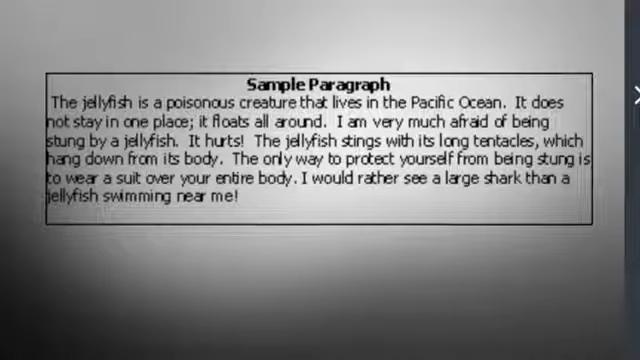 Sample Paragraph
The jellyfish is a poisonous creature that lives in the Pacific Ocean. It does
not stay in one place; it floats all around. I am very much afraid of being
stung by a jellyfish. It hurts! The jellyfish stings with its long tentacles, which
hang down from its body. The only way to protect yourself from being stung is
to wear a suit over your entire body. I would rather see a large shark than a
jellyfish swimming near me!